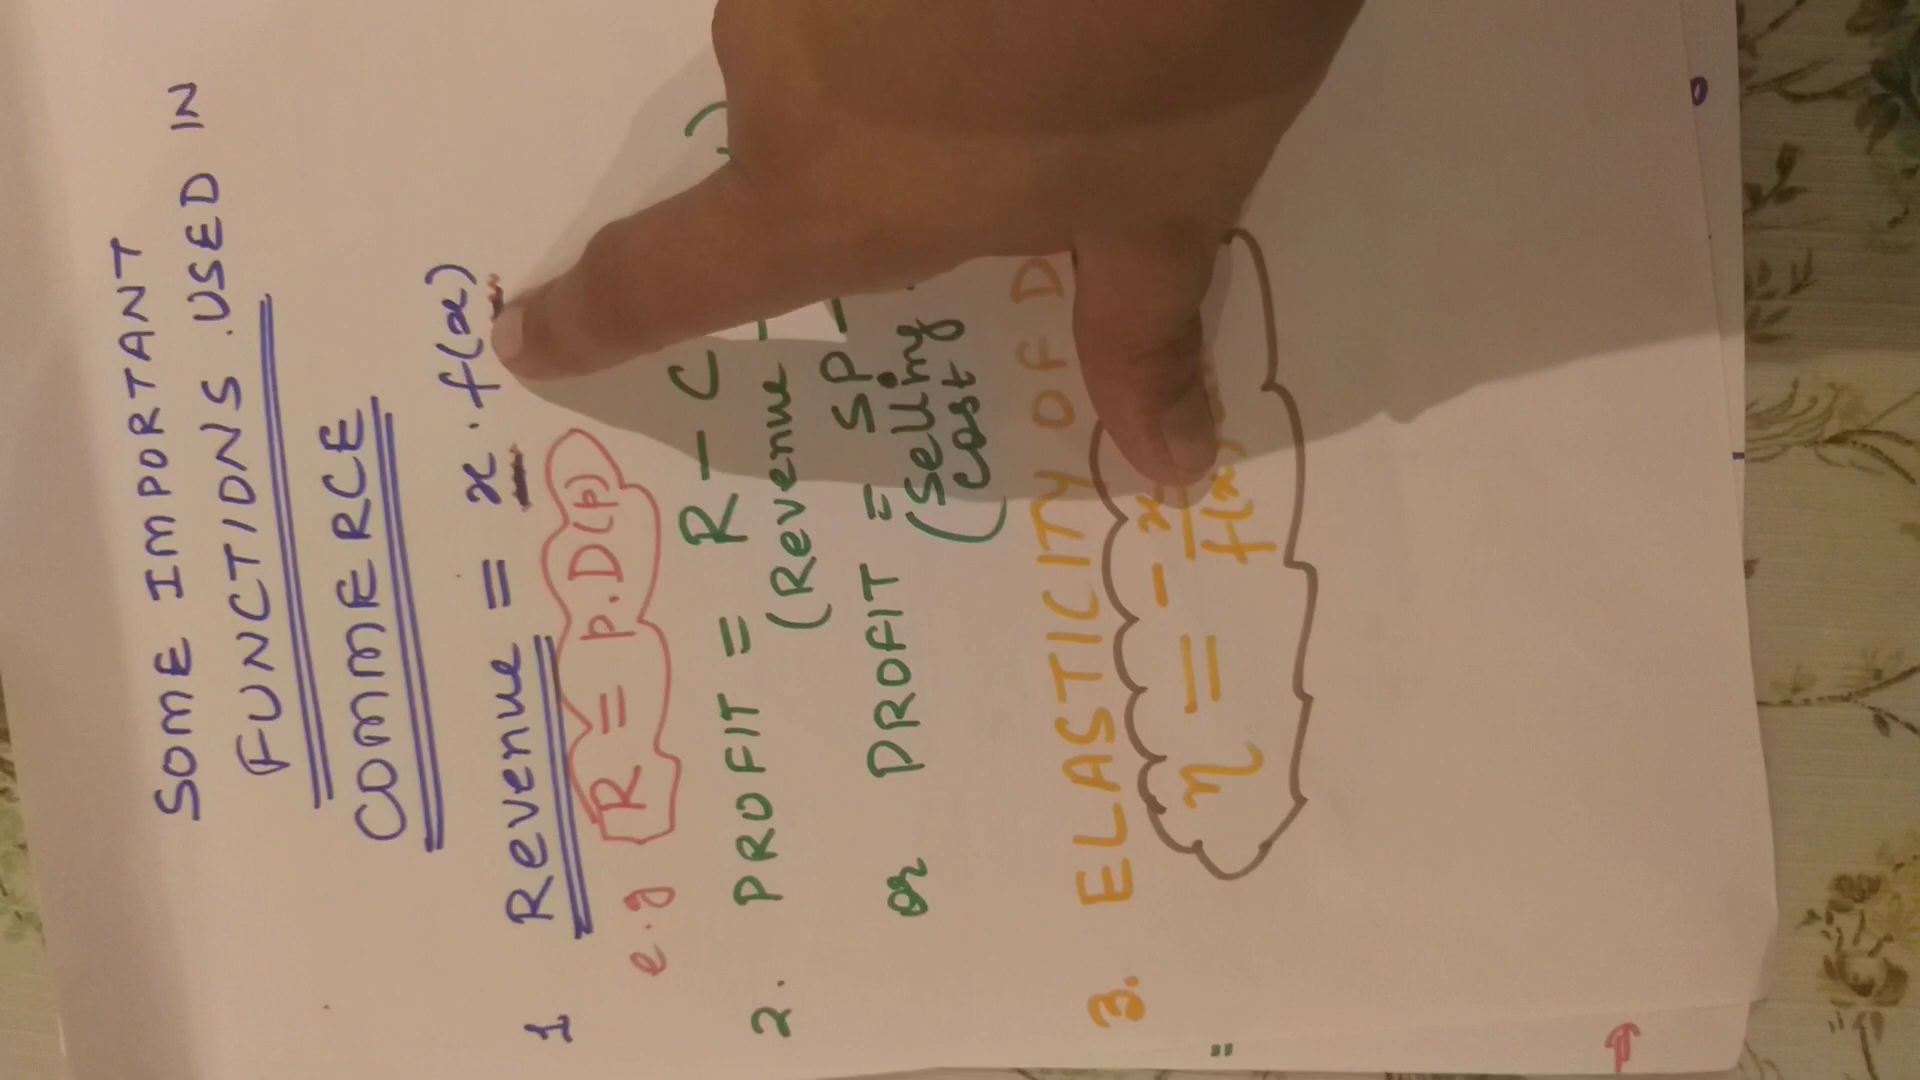 SOME IMPORTANT
FUNCTIONS USED IN
COMMERCE
1 Revenue = x. f(x)
e.g R = p. D(p)
2. PROFIT = R - C
(Revenue -
or PROFIT = SP -
(Selling
cost)
3. ELASTICITY OF D
η = - x
f(x)